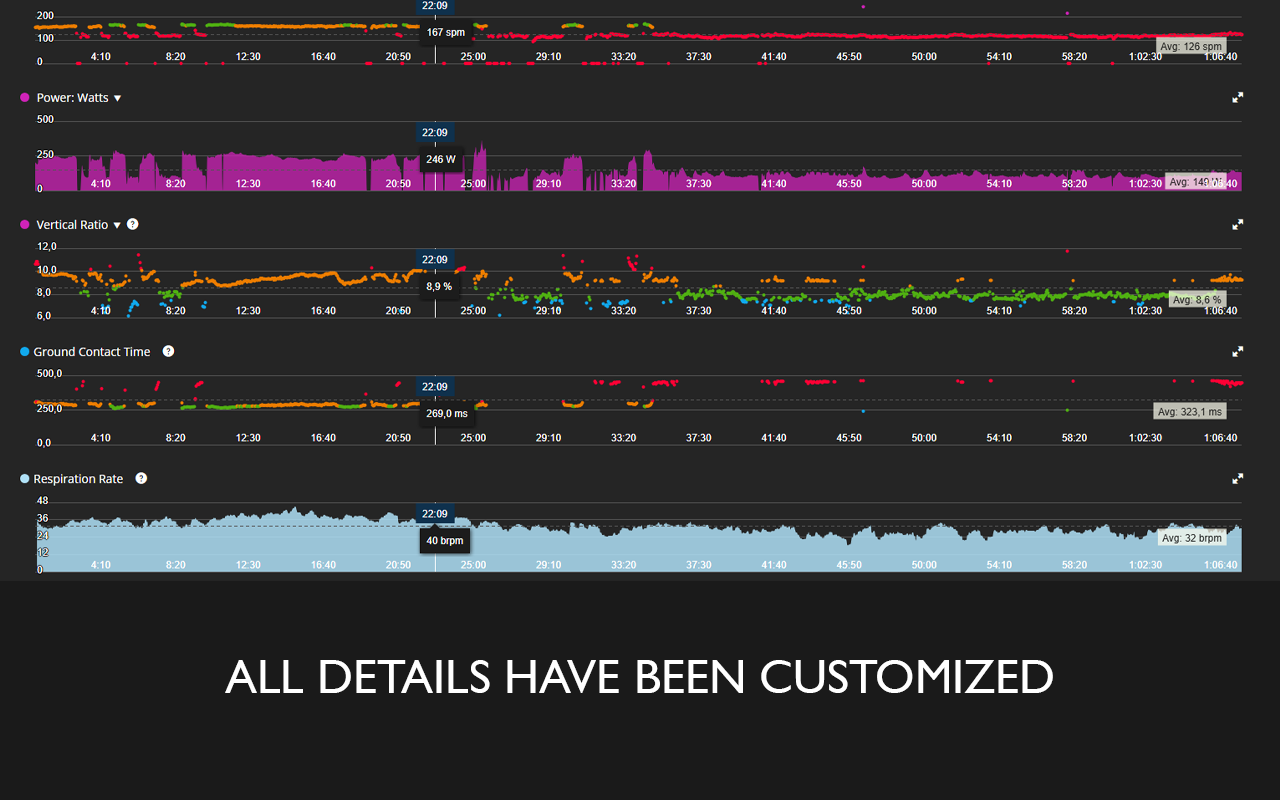 22:09
200
167 spm
100
Avg: 126 spm
0
4:10 8:20 12:30 16:40 20:50 25:00 29:10 33:20 37:30 41:40 45:50 50:00 54:10 58:20 1:02:30 1:06:40
Power: Watts
500
22:09
250
246 W
Avg: 149 W
0
4:10 8:20 12:30 16:40 20:50 25:00 29:10 33:20 37:30 41:40 45:50 50:00 54:10 58:20 1:02:30 1:06:40
Vertical Ratio ?
12,0
22:09
10,0
8,9 %
8,0
Avg: 8,6 %
6,0
4:10 8:20 12:30 16:40 20:50 25:00 29:10 33:20 37:30 41:40 45:50 50:00 54:10 58:20 1:02:30 1:06:40
Ground Contact Time ?
500,0
22:09
250,0
269,0 ms
Avg: 323,1 ms
0,0
4:10 8:20 12:30 16:40 20:50 25:00 29:10 33:20 37:30 41:40 45:50 50:00 54:10 58:20 1:02:30 1:06:40
Respiration Rate ?
48
22:09
36
24
40 brpm
Avg: 32 brpm
12
0
4:10 8:20 12:30 16:40 20:50 25:00 29:10 33:20 37:30 41:40 45:50 50:00 54:10 58:20 1:02:30 1:06:40
ALL DETAILS HAVE BEEN CUSTOMIZED